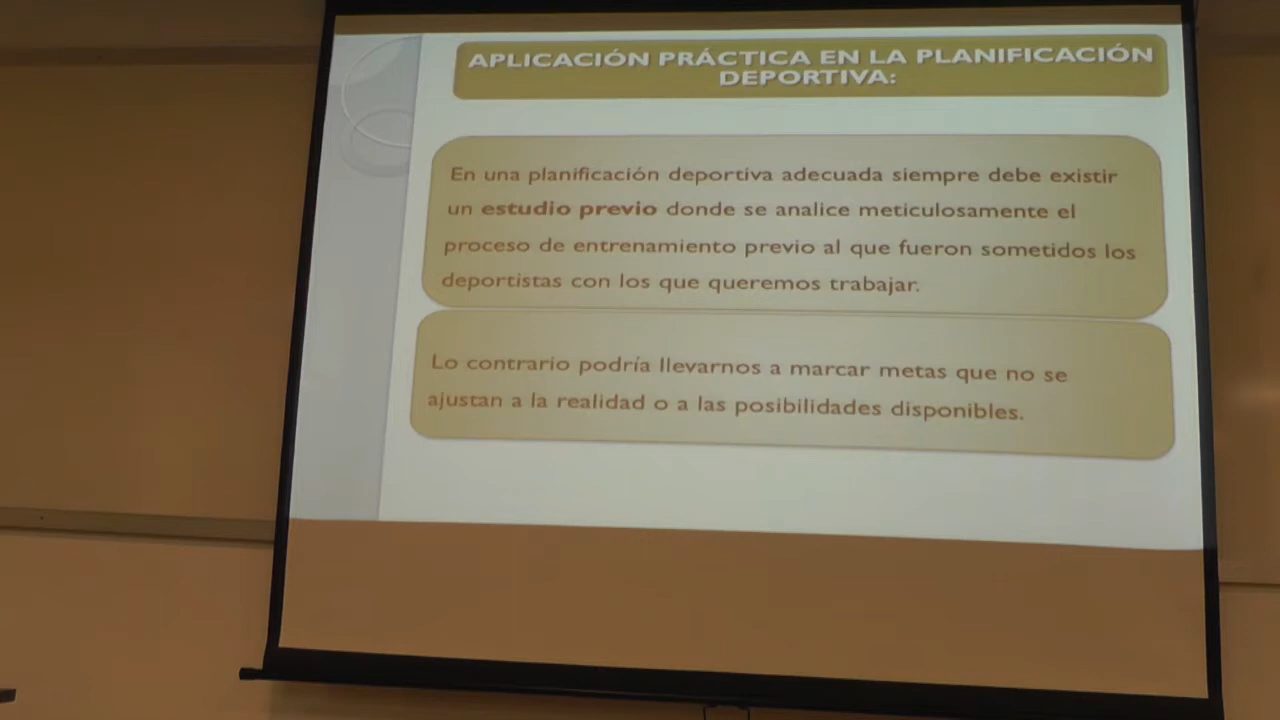 APLICACIÓN PRÁCTICA EN LA PLANIFICACIÓN
DEPORTIVA:
En una planificación deportiva adecuada siempre debe existir
un estudio previo donde se analice meticulosamente el
proceso de entrenamiento previo al que fueron sometidos los
deportistas con los que queremos trabajar.
Lo contrario podría llevarnos a marcar metas que no se
ajustan a la realidad o a las posibilidades disponibles.